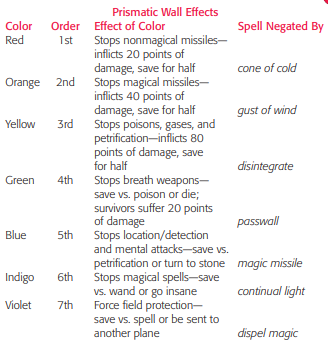 Prismatic Wall Effects
Color Order Effect of Color Spell Negated By
Red 1st Stops nonmagical missiles—
inflicts 20 points of
damage, save for half cone of cold
Orange 2nd Stops magical missiles—
inflicts 40 points of
damage, save for half gust of wind
Yellow 3rd Stops poisons, gases, and
petrification—inflicts 80
points of damage, save
for half disintegrate
Green 4th Stops breath weapons—
save vs. poison or die;
survivors suffer 20 points
of damage passwall
Blue 5th Stops location/detection
and mental attacks—save vs.
petrification or turn to stone magic missile
Indigo 6th Stops magical spells—save
vs. wand or go insane continual light
Violet 7th Force field protection—
save vs. spell or be sent to
another plane dispel magic